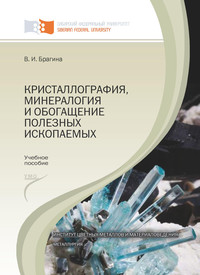 СИБИРСКИЙ ФЕДЕРАЛЬНЫЙ УНИВЕРСИТЕТ
SIBERIAN FEDERAL UNIVERSITY
В. И. Брагина
КРИСТАЛЛОГРАФИЯ,
МИНЕРАЛОГИЯ
И ОБОГАЩЕНИЕ
ПОЛЕЗНЫХ
ИСКОПАЕМЫХ
Учебное
пособие
ИНСТИТУТ ЦВЕТНЫХ МЕТАЛЛОВ И МАТЕРИАЛОВЕДЕНИЯ
МЕТАЛЛУРГИЯ